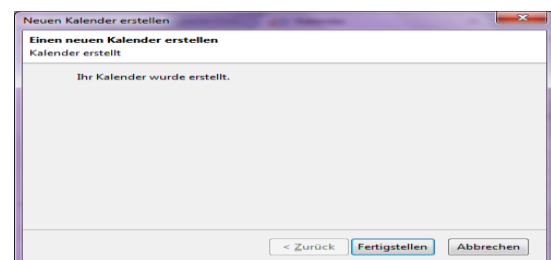 Neuen Kalender erstellen
Einen neuen Kalender erstellen
Kalender erstellt
Ihr Kalender wurde erstellt.
< Zurück Fertigstellen Abbrechen